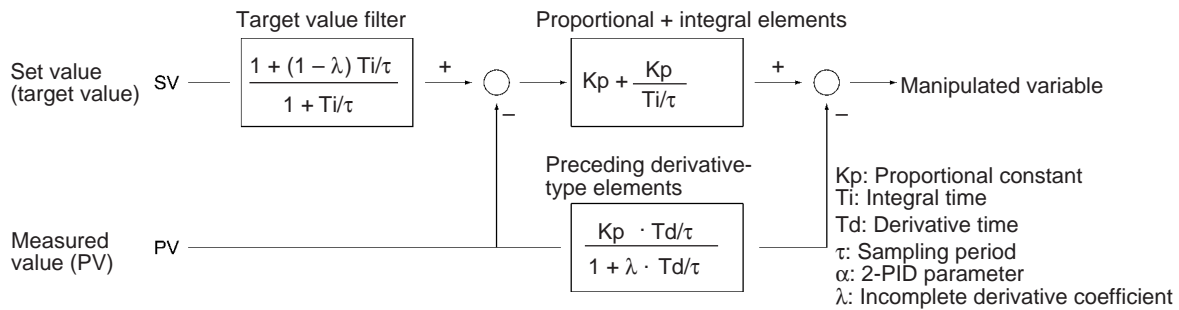 Target value filter
Proportional + integral elements
Set value
(target value)
SV
1 + (1 – λ) Ti/τ
1 + Ti/τ
+
–
Kp +
Kp
Ti/τ
+
–
Manipulated variable
Preceding derivative-
type elements
Measured
value (PV)
PV
Kp · Td/τ
1 + λ · Td/τ
Kp: Proportional constant
Ti: Integral time
Td: Derivative time
τ: Sampling period
α: 2-PID parameter
λ: Incomplete derivative coefficient